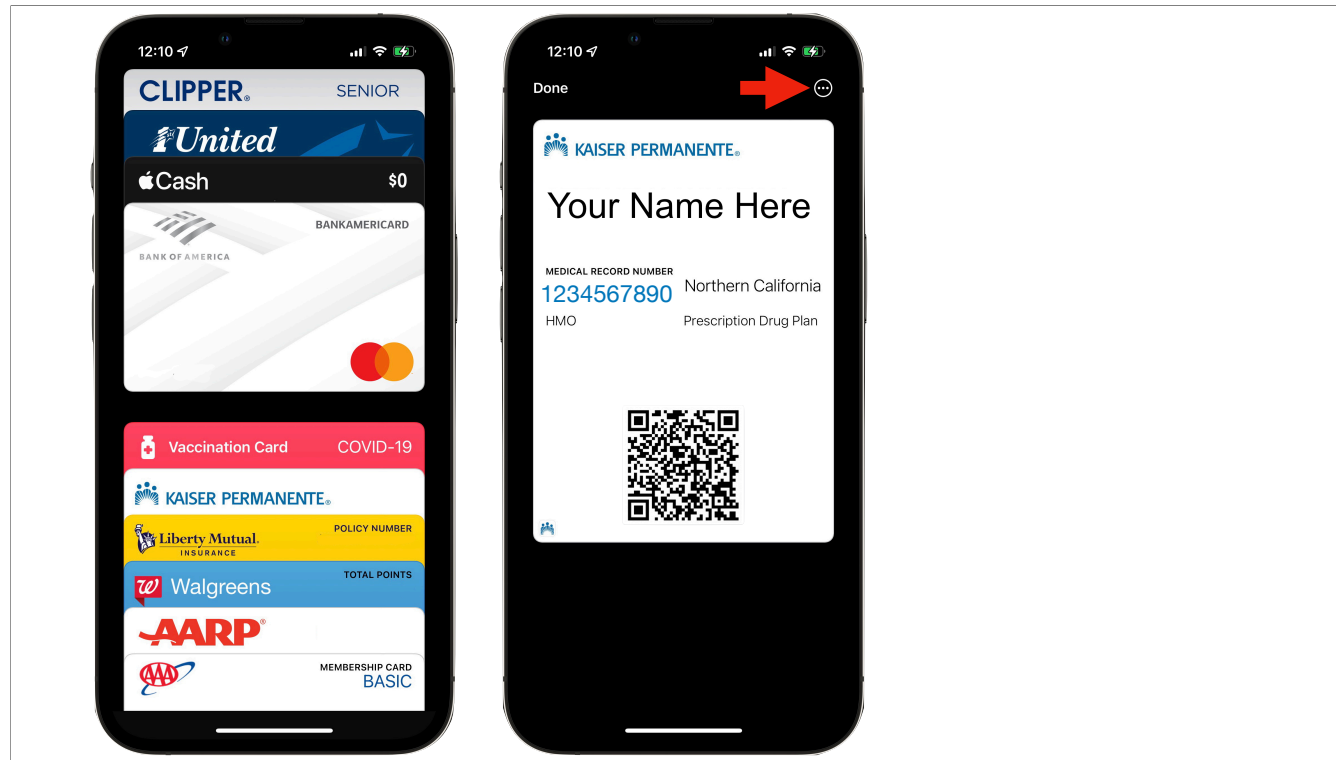 12:10
CLIPPER® SENIOR
United
Cash $0
BANKAMERICARD
BANK OF AMERICA
Vaccination Card COVID-19
KAISER PERMANENTE®
POLICY NUMBER
Liberty Mutual.
INSURANCE
TOTAL POINTS
W Walgreens
AARP®
AAA
MEMBERSHIP CARD
BASIC
12:10
Done
KAISER PERMANENTE®
Your Name Here
MEDICAL RECORD NUMBER
1234567890 Northern California
HMO Prescription Drug Plan